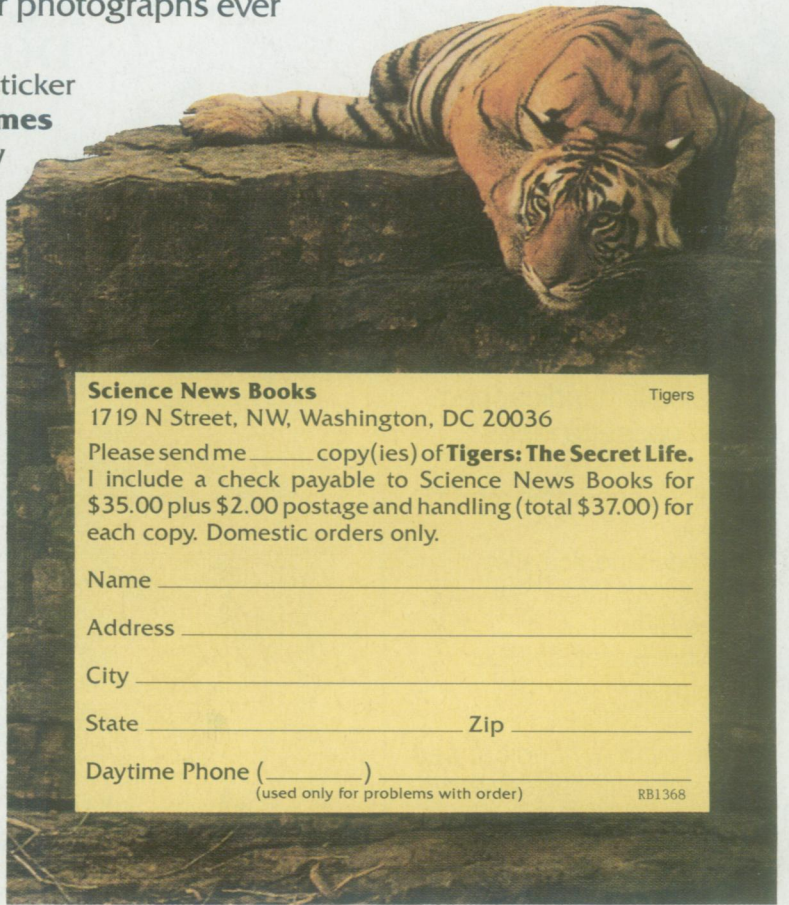 r photographs ever
ticker
mes
Science News Books Tigers
1719 N Street, NW, Washington, DC 20036
Please send me ____ copy(ies) of Tigers: The Secret Life.
I include a check payable to Science News Books for
$35.00 plus $2.00 postage and handling (total $37.00) for
each copy. Domestic orders only.
Name
Address
City
State Zip
Daytime Phone ( )
(used only for problems with order) RB1368